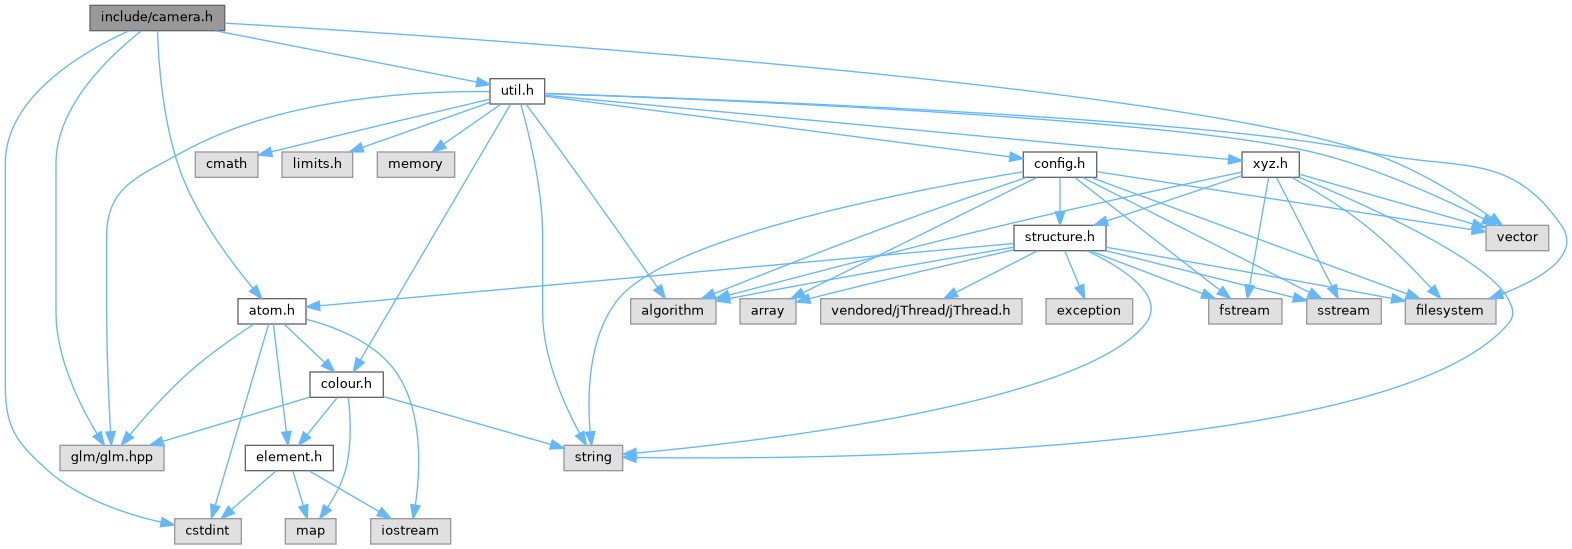 include/camera.h
util.h
cmath
limits.h
memory
config.h
xyz.h
structure.h
vector
atom.h
algorithm
array
vendored/jThread/jThread.h
exception
fstream
sstream
filesystem
colour.h
glm/glm.hpp
element.h
string
cstdint
map
iostream